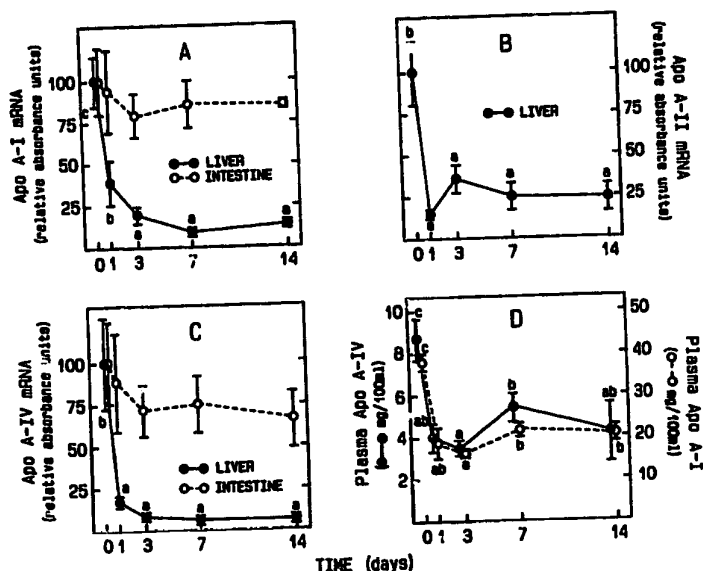 A
Apo A-I mRNA
(relative absorbance units)
100
75
50
25
c
b
a
a
a
LIVER
INTESTINE
0 1 3 7 14
B
Apo A-II mRNA
(relative absorbance units)
100
75
50
25
b
a
a
a
a
LIVER
0 1 3 7 14
C
Apo A-IV mRNA
(relative absorbance units)
100
75
50
25
b
a
a
a
a
LIVER
INTESTINE
0 1 3 7 14
D
Plasma Apo A-IV
(●-● mg/100ml)
10
8
6
4
2
Plasma Apo A-I
(○-○ mg/100ml)
50
40
30
20
10
c
c
ab
ab
a
a
b
b
ab
b
0 1 3 7 14
TIME (days)